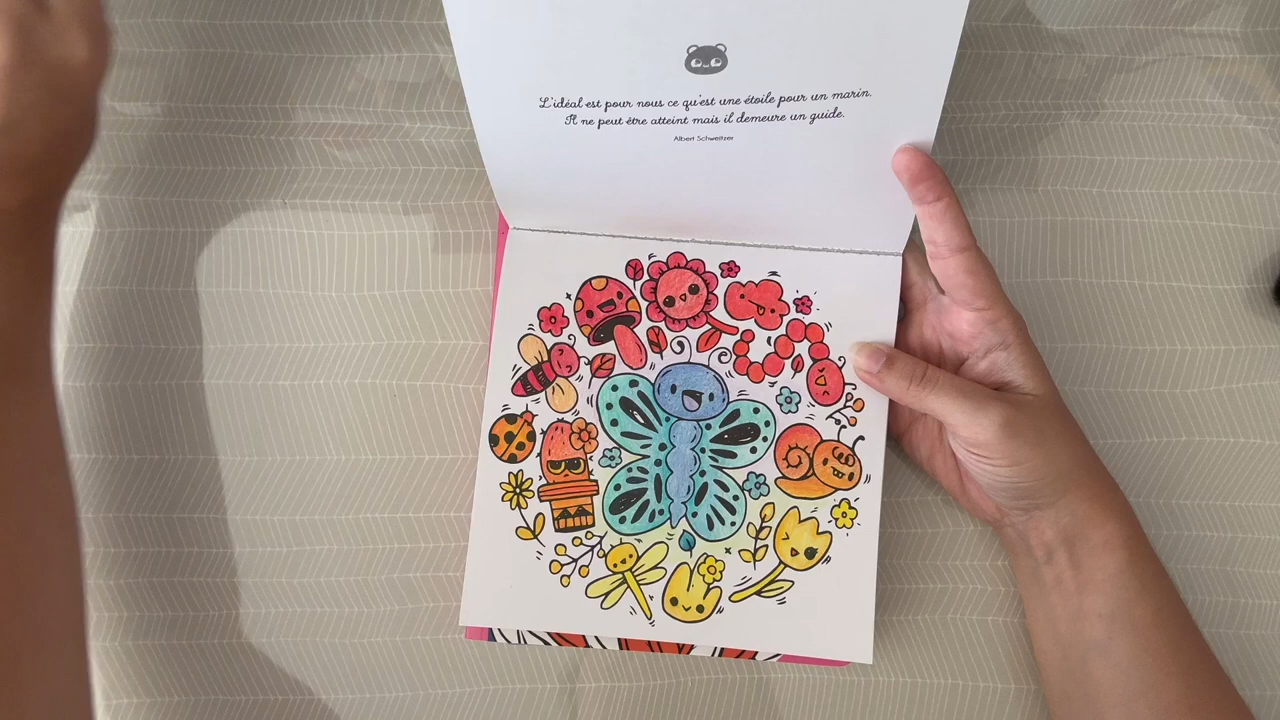 L'idéal est pour nous ce qu'est une étoile pour un marin.
Il ne peut être atteint mais il demeure un guide.
Albert Schweitzer